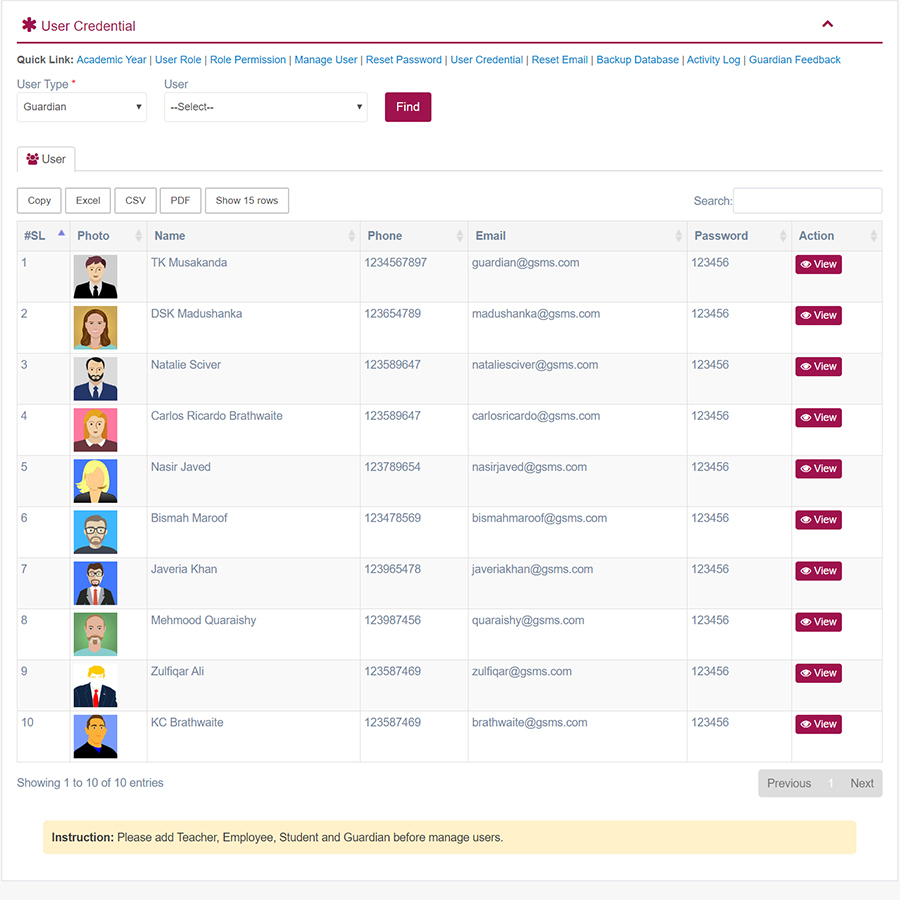 User Credential
Quick Link: Academic Year | User Role | Role Permission | Manage User | Reset Password | User Credential | Reset Email | Backup Database | Activity Log | Guardian Feedback
User Type * User
Guardian --Select-- Find
User
Copy Excel CSV PDF Show 15 rows Search:
#SL Photo Name Phone Email Password Action
1 TK Musakanda 1234567897 guardian@gsms.com 123456 View
2 DSK Madushanka 123654789 madushanka@gsms.com 123456 View
3 Natalie Sciver 123589647 nataliesciver@gsms.com 123456 View
4 Carlos Ricardo Brathwaite 123589647 carlosricardo@gsms.com 123456 View
5 Nasir Javed 123789654 nasirjaved@gsms.com 123456 View
6 Bismah Maroof 123478569 bismahmaroof@gsms.com 123456 View
7 Javeria Khan 123965478 javeriakhan@gsms.com 123456 View
8 Mehmood Quaraishy 123987456 quaraishy@gsms.com 123456 View
9 Zulfiqar Ali 123587469 zulfiqar@gsms.com 123456 View
10 KC Brathwaite 123587469 brathwaite@gsms.com 123456 View
Showing 1 to 10 of 10 entries Previous 1 Next
Instruction: Please add Teacher, Employee, Student and Guardian before manage users.